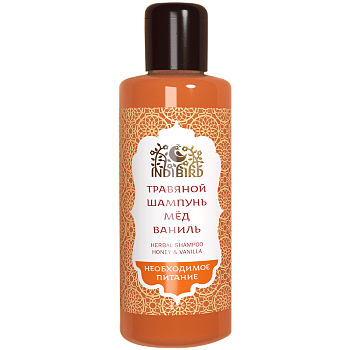 INDIBIRD
ТРАВЯНОЙ
ШАМПУНЬ
МЁД
ВАНИЛЬ
HERBAL SHAMPOO
HONEY & VANILLA
НЕОБХОДИМОЕ
ПИТАНИЕ